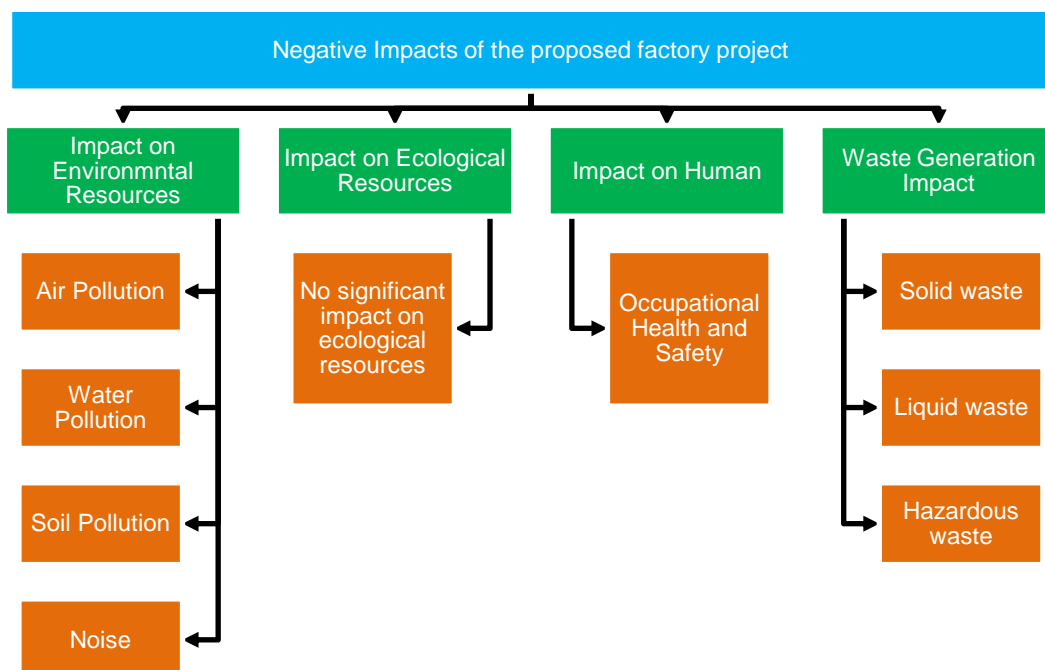 Negative Impacts of the proposed factory project
Impact on
Environmntal
Resources
Impact on Ecological
Resources
Impact on Human
Waste Generation
Impact
Air Pollution
Water
Pollution
Soil Pollution
Noise
No significant
impact on
ecological
resources
Occupational
Health and
Safety
Solid waste
Liquid waste
Hazardous
waste